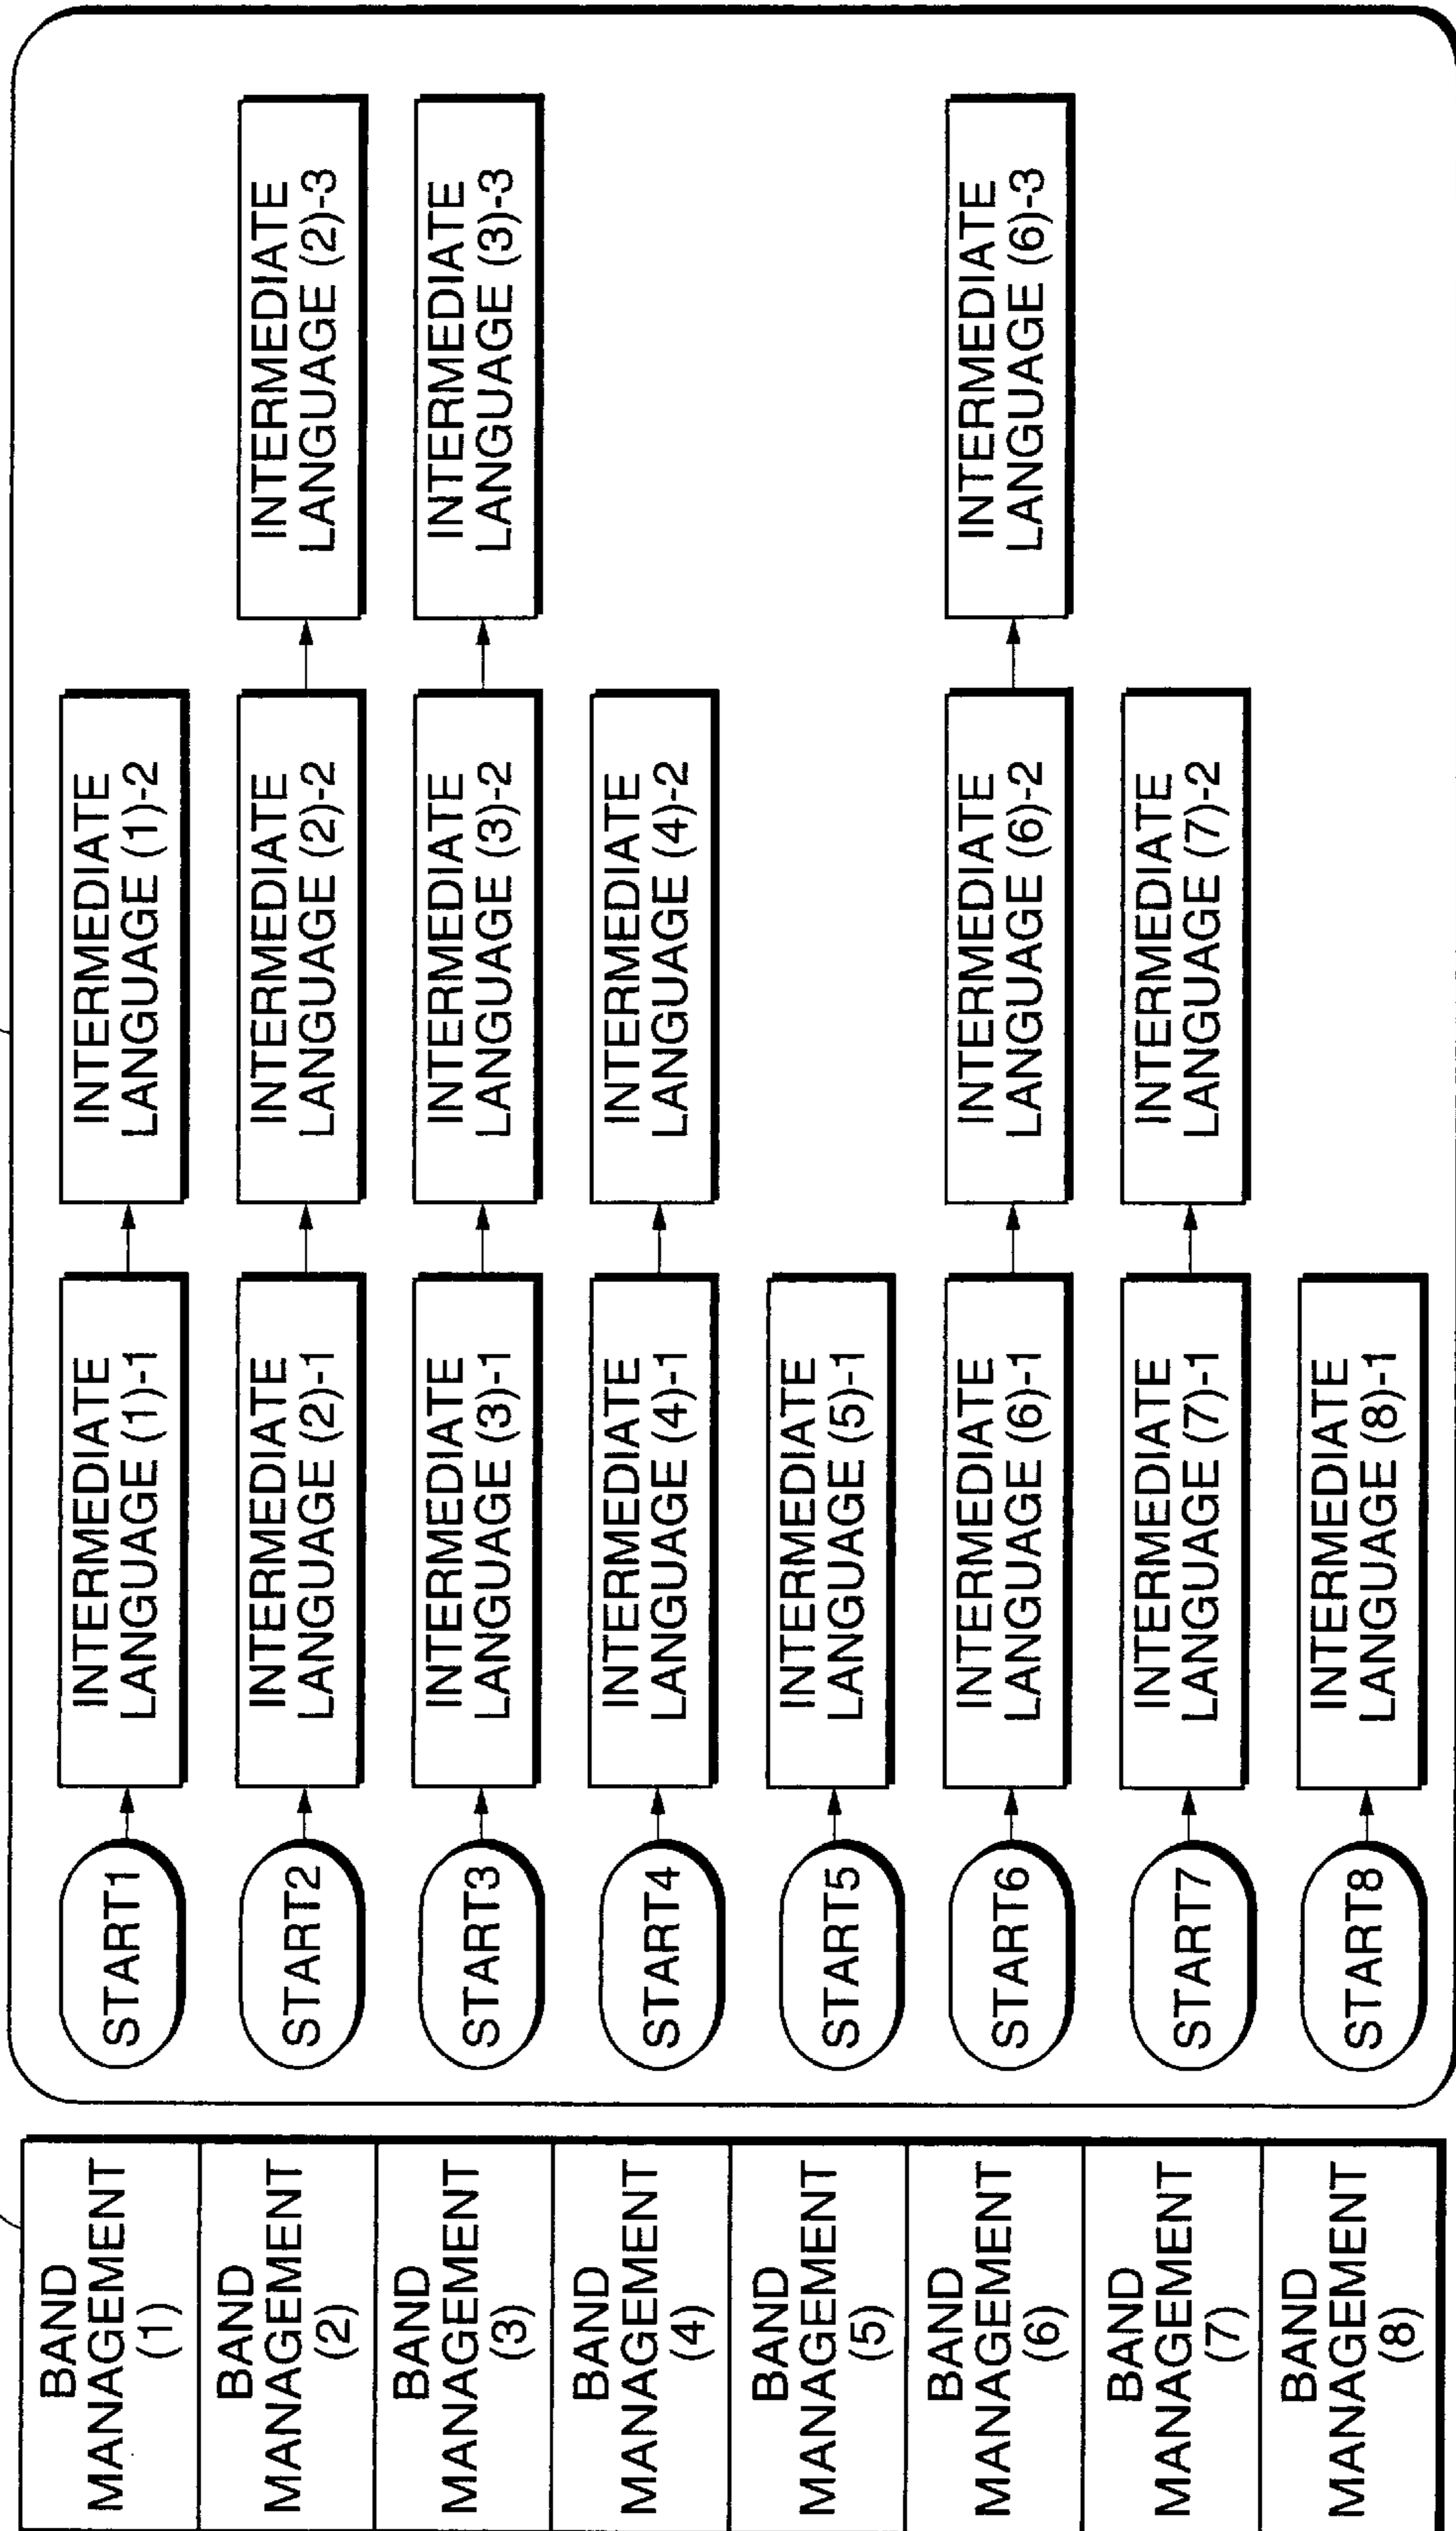 BAND
MANAGEMENT
(1)
BAND
MANAGEMENT
(2)
BAND
MANAGEMENT
(3)
BAND
MANAGEMENT
(4)
BAND
MANAGEMENT
(5)
BAND
MANAGEMENT
(6)
BAND
MANAGEMENT
(7)
BAND
MANAGEMENT
(8)
START1
INTERMEDIATE
LANGUAGE (1)-1
INTERMEDIATE
LANGUAGE (1)-2
START2
INTERMEDIATE
LANGUAGE (2)-1
INTERMEDIATE
LANGUAGE (2)-2
INTERMEDIATE
LANGUAGE (2)-3
START3
INTERMEDIATE
LANGUAGE (3)-1
INTERMEDIATE
LANGUAGE (3)-2
INTERMEDIATE
LANGUAGE (3)-3
START4
INTERMEDIATE
LANGUAGE (4)-1
INTERMEDIATE
LANGUAGE (4)-2
START5
INTERMEDIATE
LANGUAGE (5)-1
START6
INTERMEDIATE
LANGUAGE (6)-1
INTERMEDIATE
LANGUAGE (6)-2
INTERMEDIATE
LANGUAGE (6)-3
START7
INTERMEDIATE
LANGUAGE (7)-1
INTERMEDIATE
LANGUAGE (7)-2
START8
INTERMEDIATE
LANGUAGE (8)-1